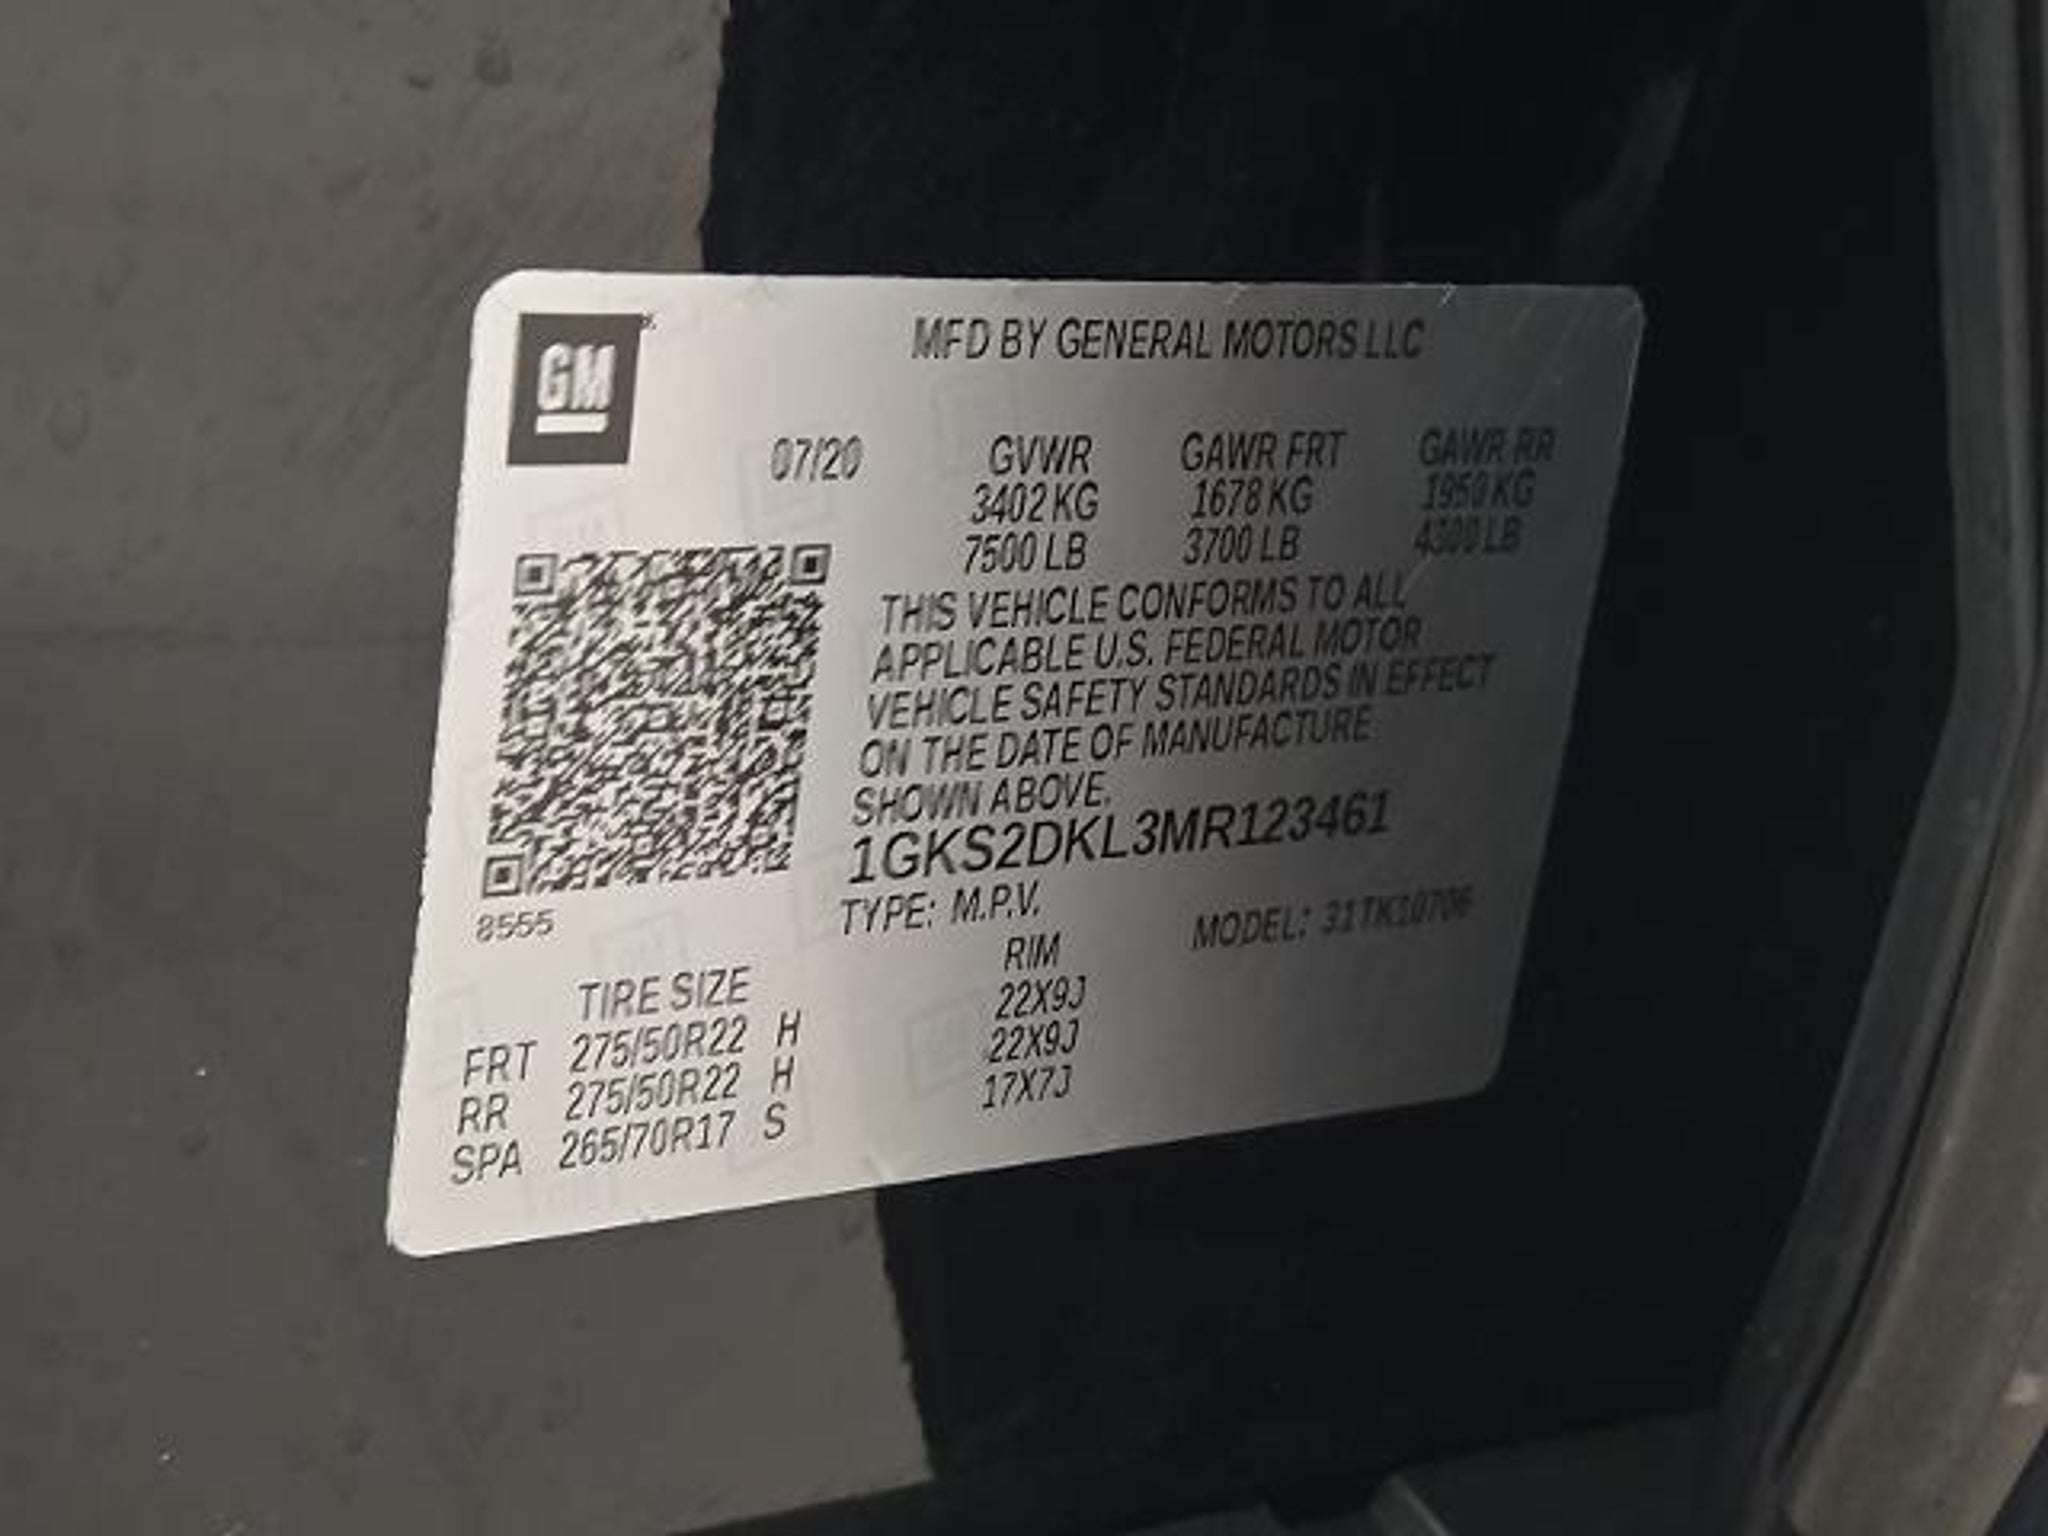 GM
MFD BY GENERAL MOTORS LLC
07/20 GVWR GAWR FRT GAWR RR
3402 KG 1678 KG 1950 KG
7500 LB 3700 LB 4300 LB
THIS VEHICLE CONFORMS TO ALL
APPLICABLE U.S. FEDERAL MOTOR
VEHICLE SAFETY STANDARDS IN EFFECT
ON THE DATE OF MANUFACTURE
SHOWN ABOVE.
1GKS2DKL3MR123461
8555
TYPE: M.P.V. MODEL: 31TK10706
TIRE SIZE RIM
FRT 275/50R22 H 22X9J
RR 275/50R22 H 22X9J
SPA 265/70R17 S 17X7J